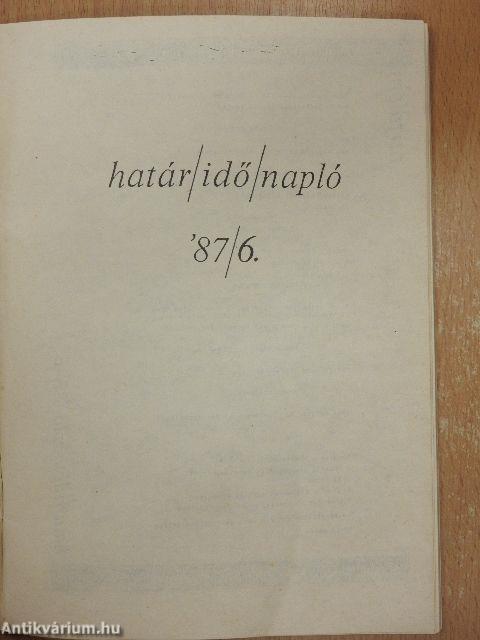 határ/idő/napló
'87/6.
Antikvárium.hu